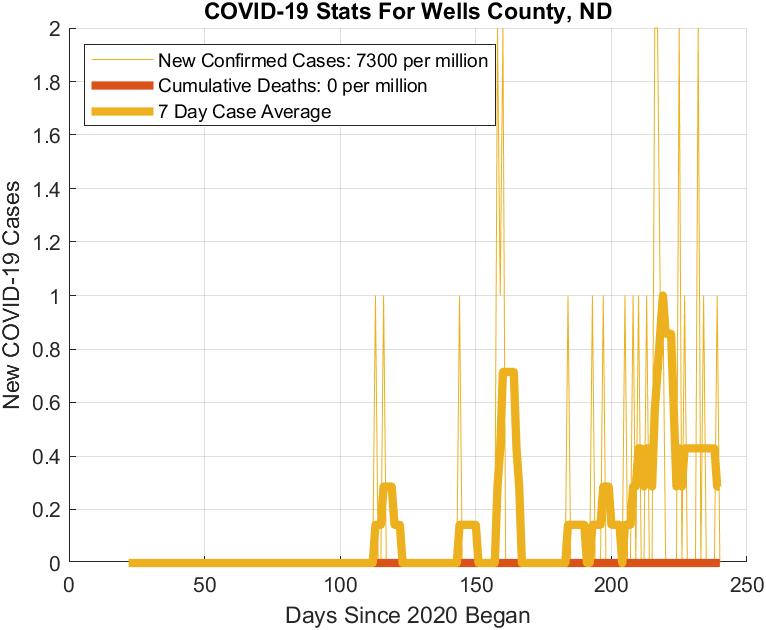 COVID-19 Stats For Wells County, ND
New Confirmed Cases: 7300 per million
Cumulative Deaths: 0 per million
7 Day Case Average
New COVID-19 Cases
2
1.8
1.6
1.4
1.2
1
0.8
0.6
0.4
0.2
0
0 50 100 150 200 250
Days Since 2020 Began